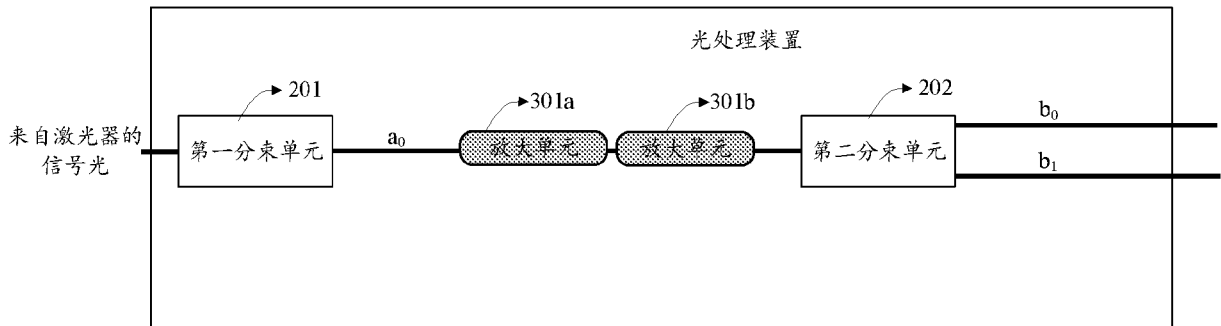 光处理装置
201
301a
301b
202
来自激光器的
信号光
第一分束单元
a₀
放大单元
放大单元
第二分束单元
b₀
b₁